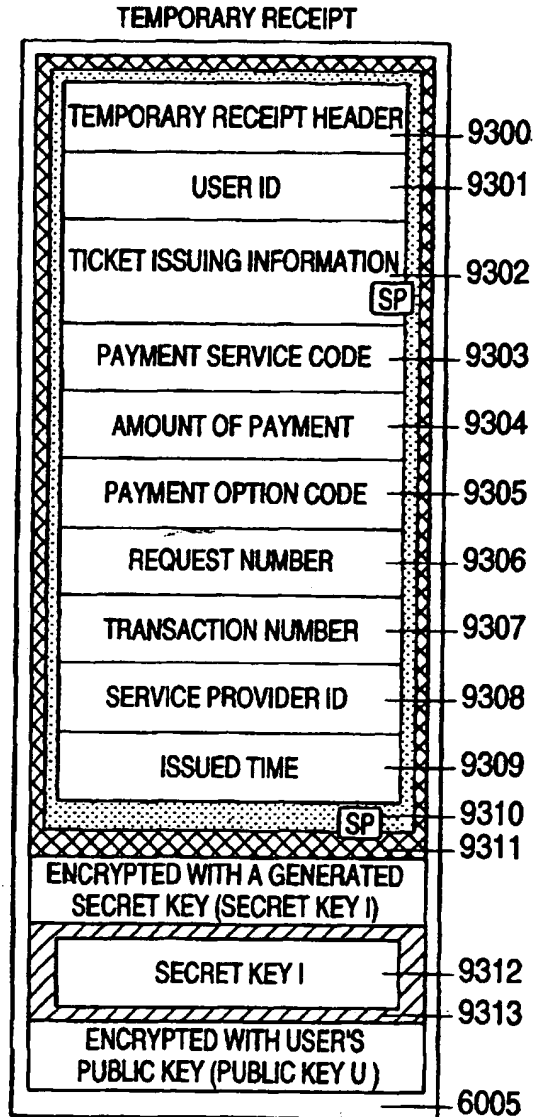 TEMPORARY RECEIPT
TEMPORARY RECEIPT HEADER 9300
USER ID 9301
TICKET ISSUING INFORMATION 9302
SP
PAYMENT SERVICE CODE 9303
AMOUNT OF PAYMENT 9304
PAYMENT OPTION CODE 9305
REQUEST NUMBER 9306
TRANSACTION NUMBER 9307
SERVICE PROVIDER ID 9308
ISSUED TIME 9309
SP 9310
9311
ENCRYPTED WITH A GENERATED
SECRET KEY (SECRET KEY I)
SECRET KEY I 9312
9313
ENCRYPTED WITH USER'S
PUBLIC KEY (PUBLIC KEY U)
6005